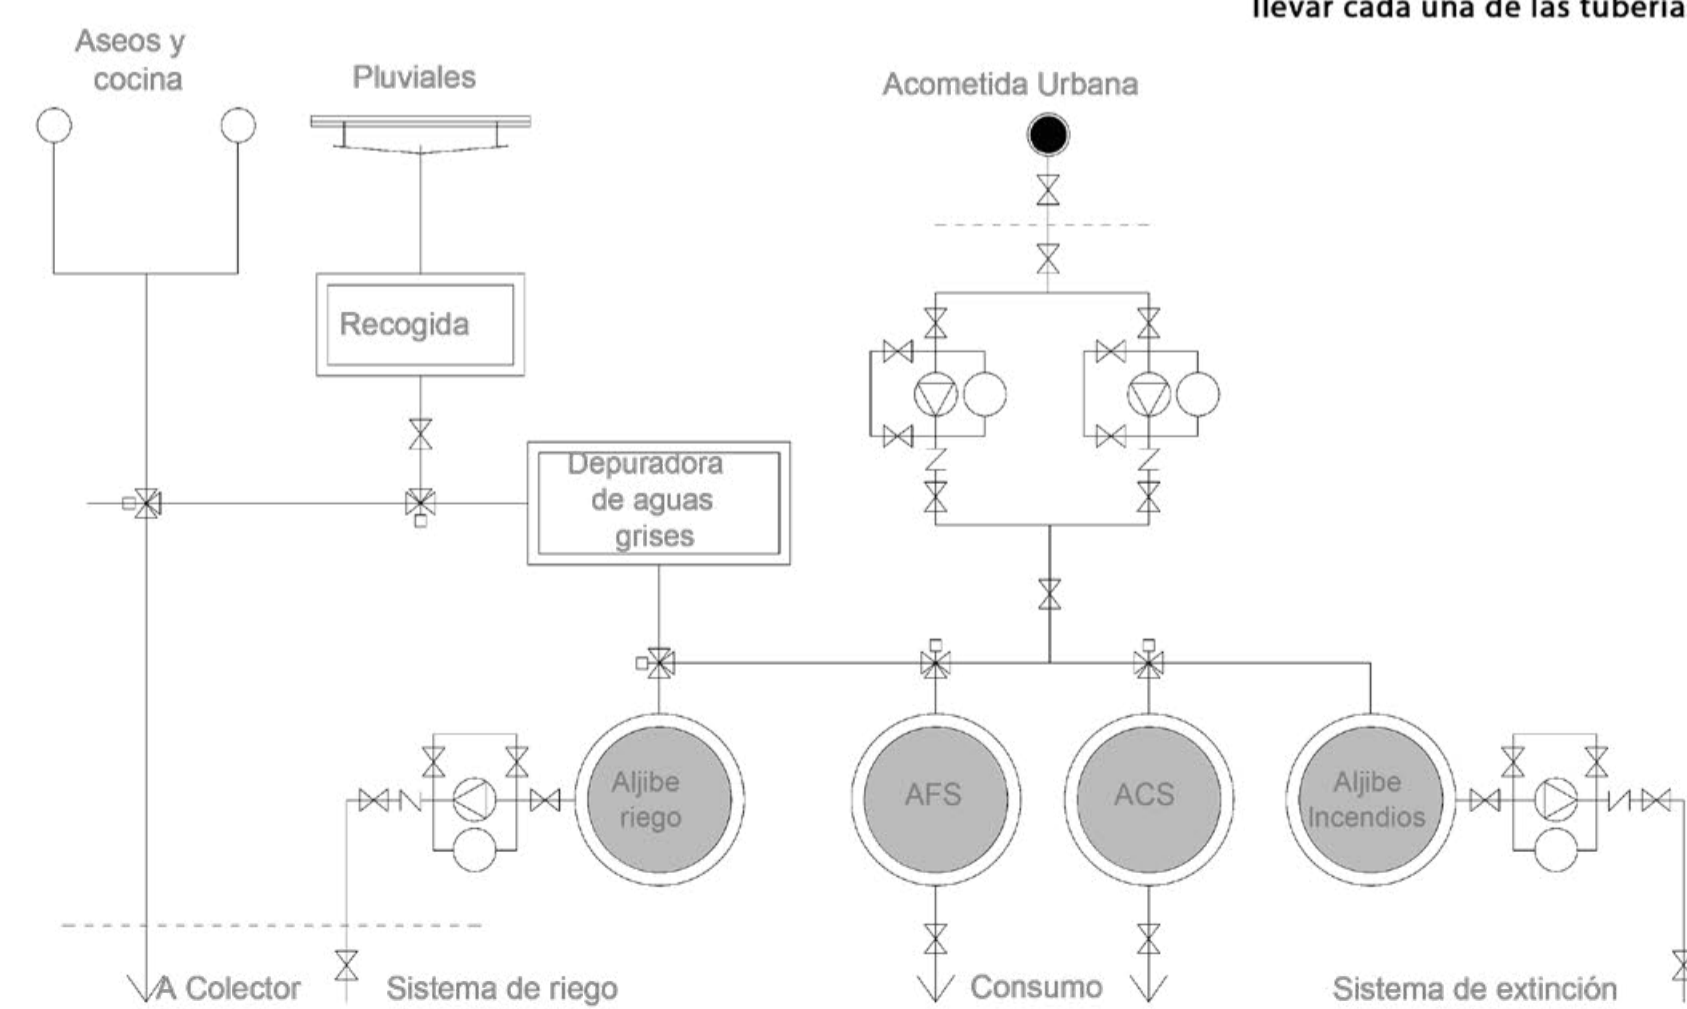 llevar cada una de las tubería
Aseos y
cocina
Pluviales
Acometida Urbana
Recogida
Depuradora
de aguas
grises
Aljibe
riego
AFS
ACS
Aljibe
Incendios
A Colector
Sistema de riego
Consumo
Sistema de extinción